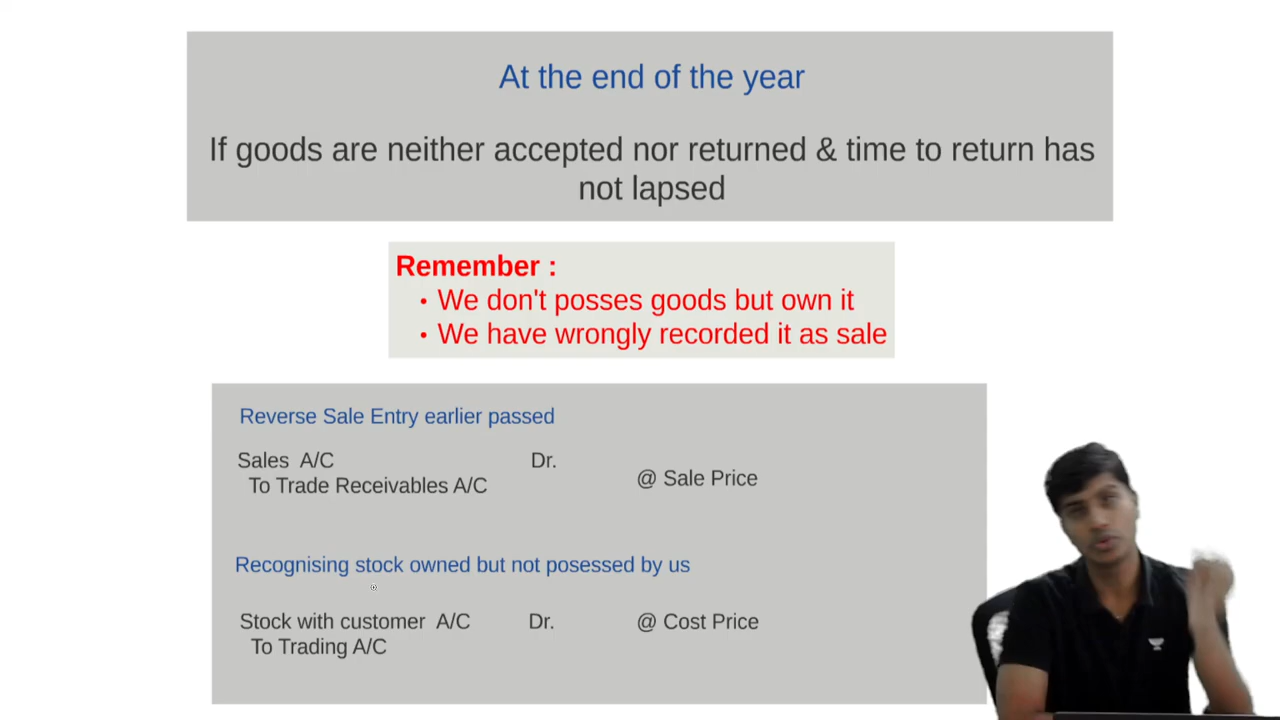 At the end of the year
If goods are neither accepted nor returned & time to return has
not lapsed
Remember :
• We don't posses goods but own it
• We have wrongly recorded it as sale
Reverse Sale Entry earlier passed
Sales A/C Dr.
To Trade Receivables A/C
@ Sale Price
Recognising stock owned but not posessed by us
Stock with customer A/C Dr. @ Cost Price
To Trading A/C